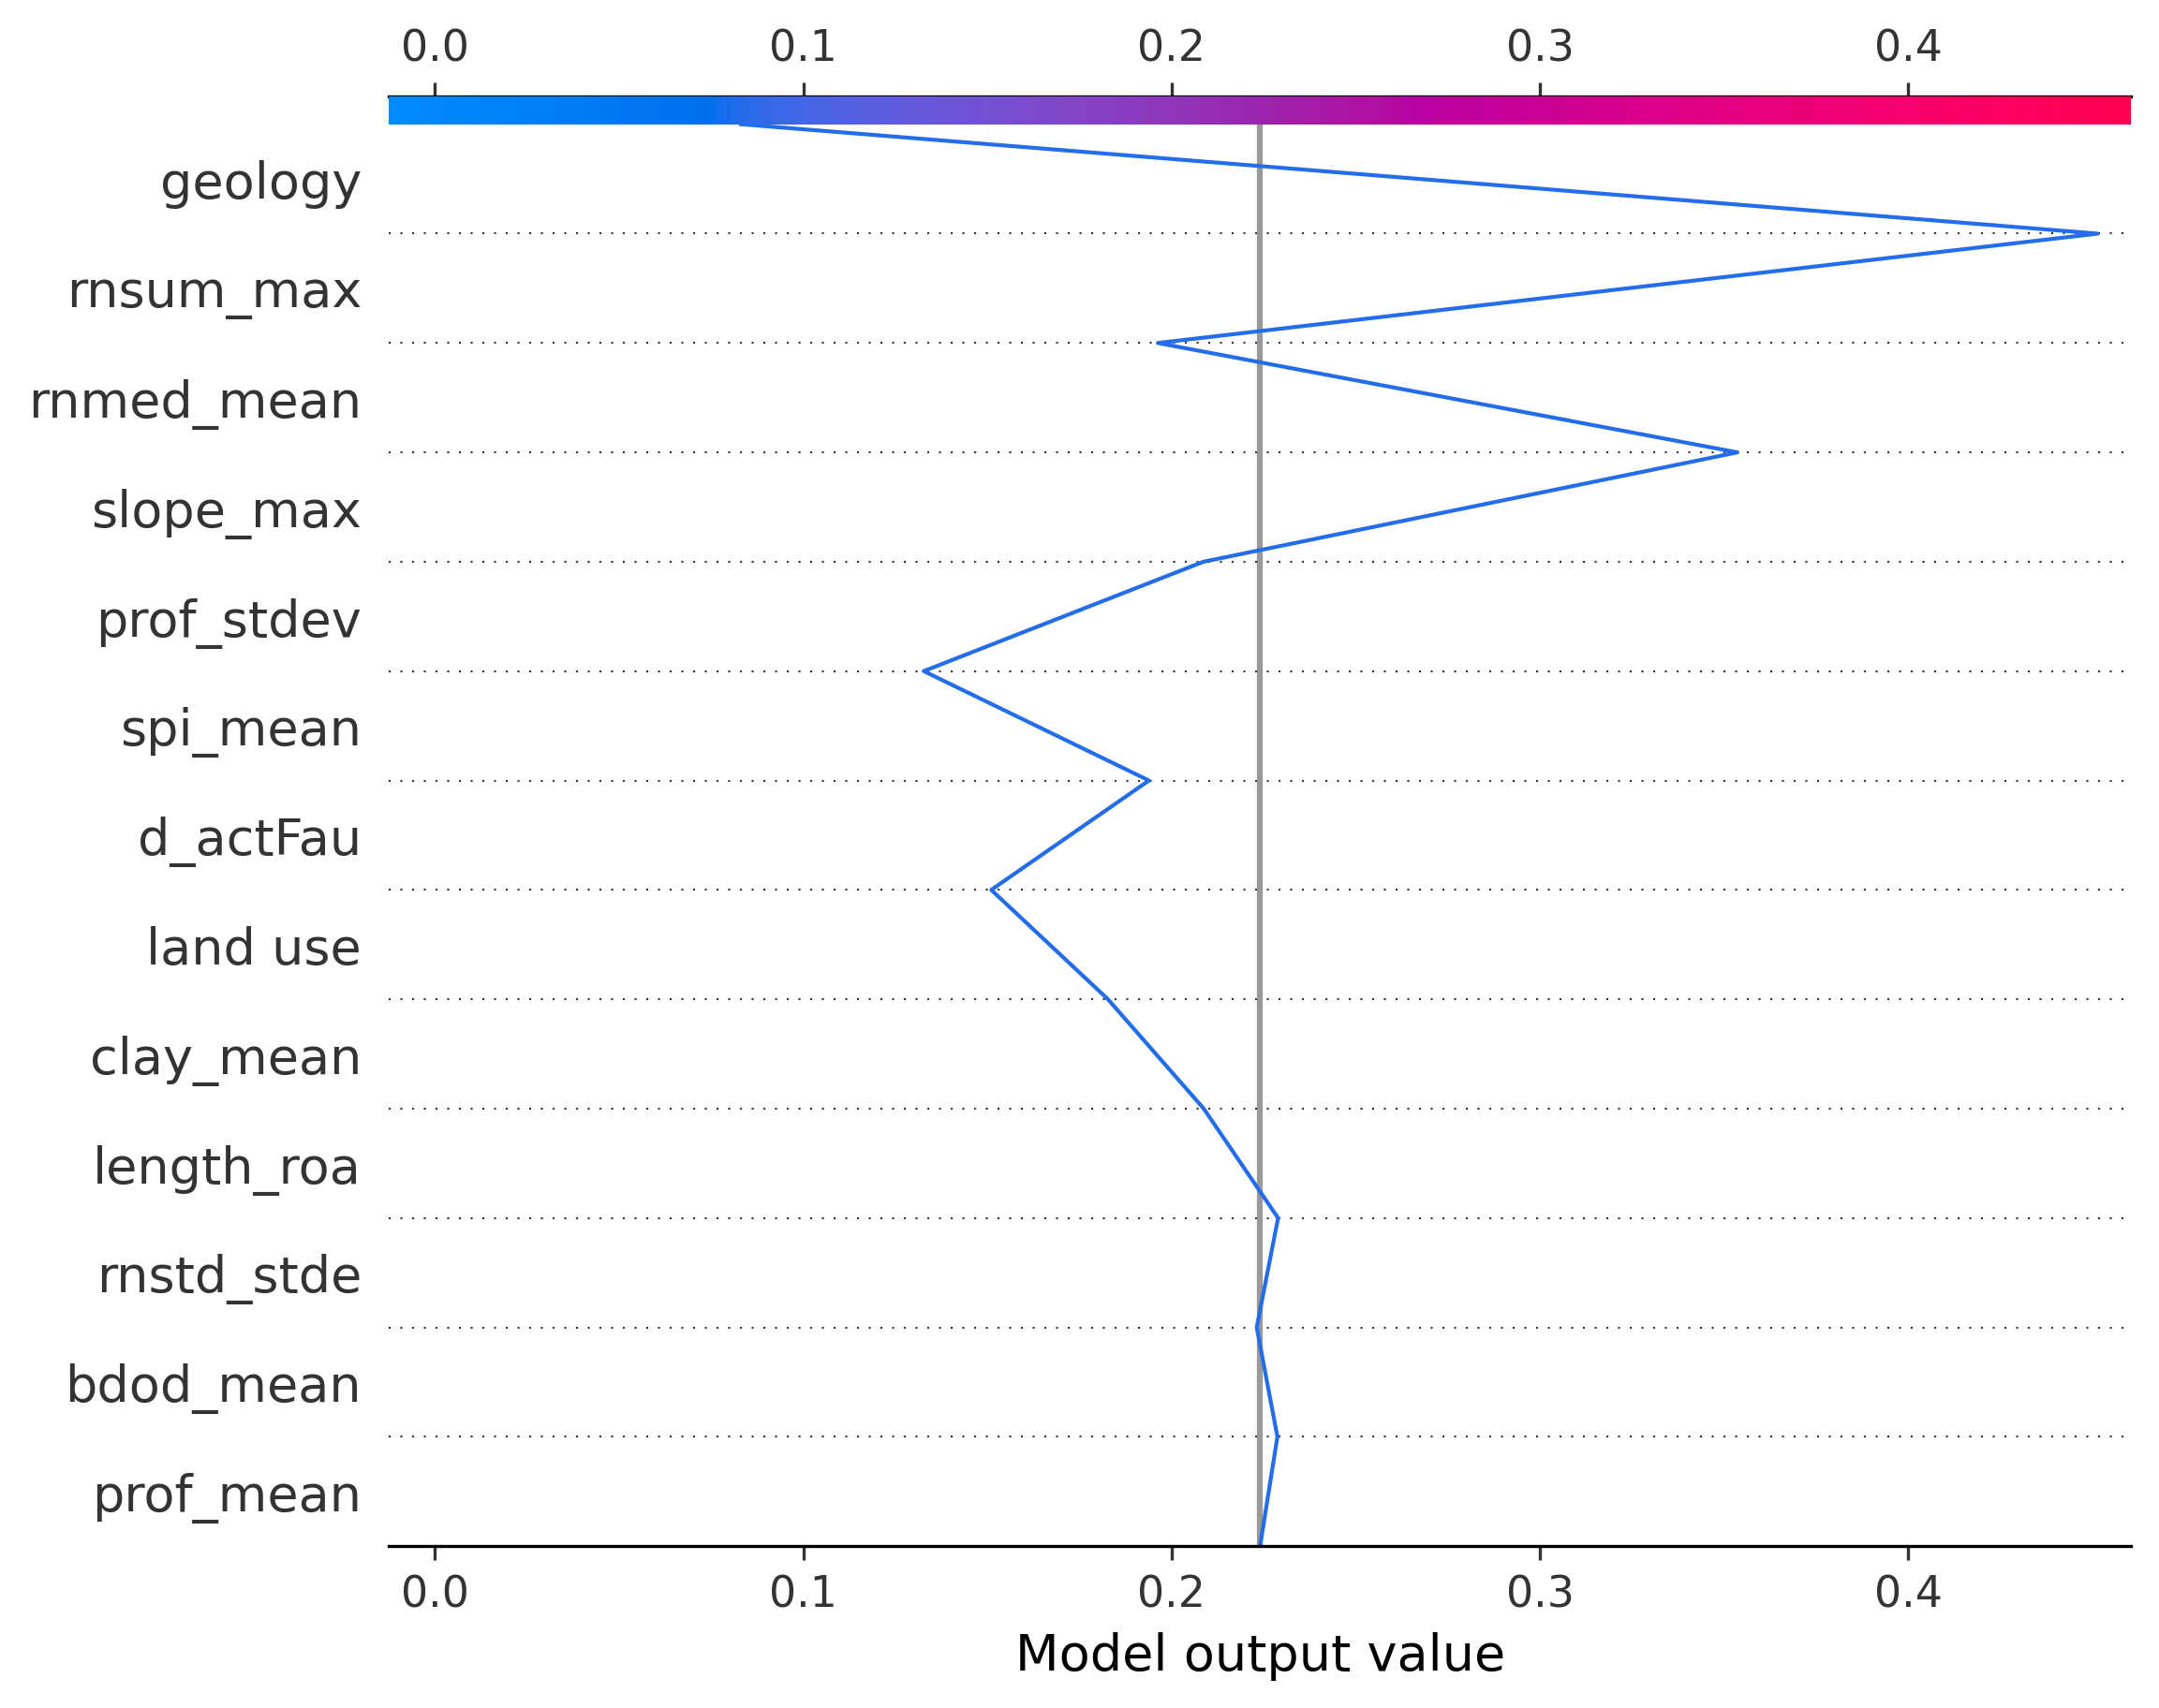 0.0 0.1 0.2 0.3 0.4
geology
rnsum_max
rnmed_mean
slope_max
prof_stdev
spi_mean
d_actFau
land use
clay_mean
length_roa
rnstd_stde
bdod_mean
prof_mean
0.0 0.1 0.2 0.3 0.4
Model output value